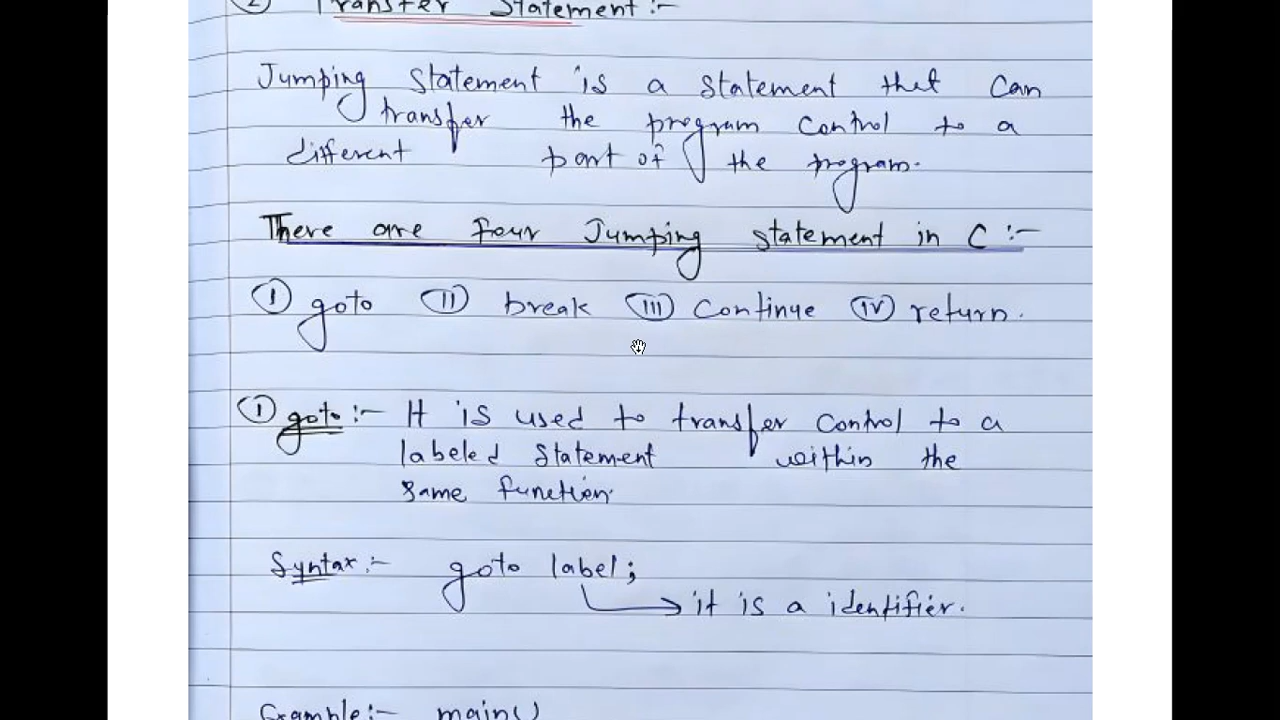 ② Transfer Statement :-
Jumping Statement is a statement that can
transfer the program control to a
different part of the program.
There are four Jumping statement in C :-
Ⓘ goto Ⓘⓘ break Ⓘⓘⓘ Continue Ⓘⓥ return.
① goto :- It is used to transfer control to a
labeled statement within the
same function.
Syntax :- goto label;
it is a identifier.
Example :- main()